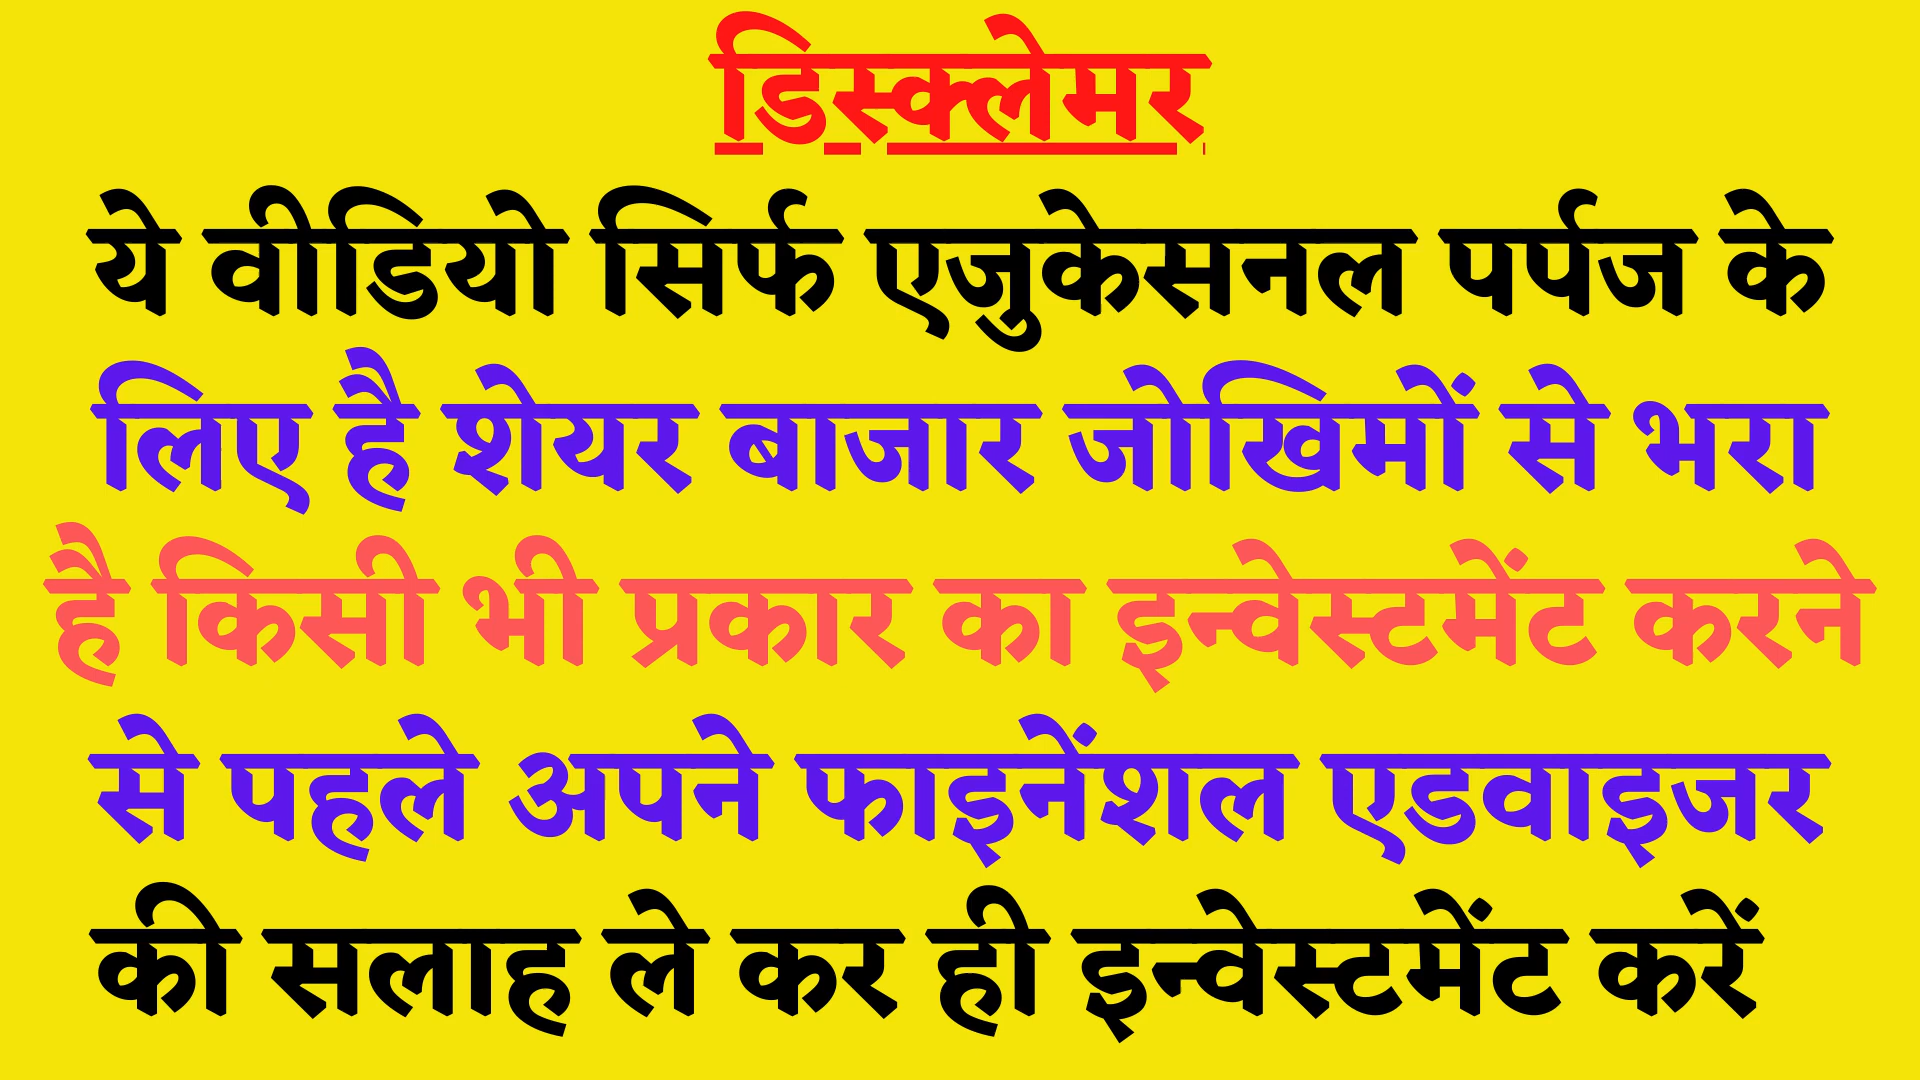 डिस्क्लेमर
ये वीडियो सिर्फ एजुकेसनल पर्पज के
लिए है शेयर बाजार जोखिमों से भरा
है किसी भी प्रकार का इन्वेस्टमेंट करने
से पहले अपने फाइनेंशल एडवाइजर
की सलाह ले कर ही इन्वेस्टमेंट करें